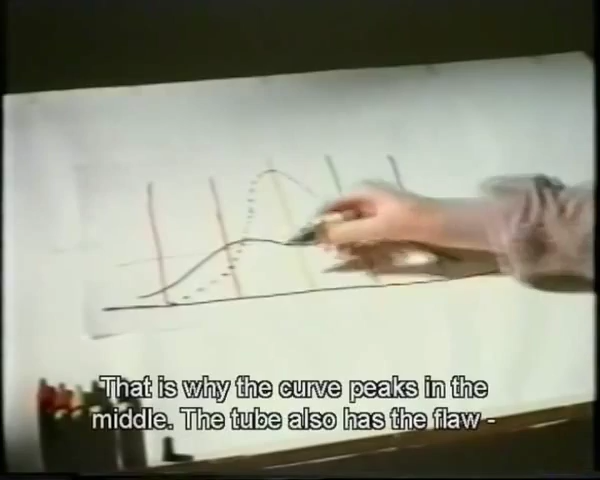 That is why the curve peaks in the
middle. The tube also has the flaw -